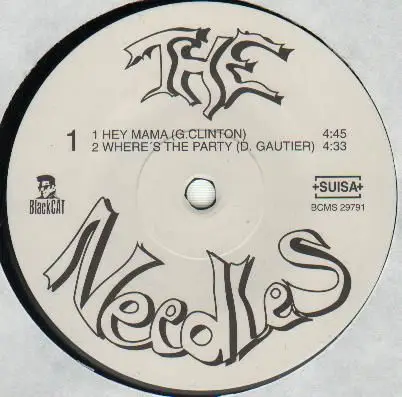 THE
1
1 HEY MAMA (G.CLINTON) 4:45
2 WHERE´S THE PARTY (D. GAUTIER) 4:33
BlackCAT
+SUISA+
BCMS 29791
Needles